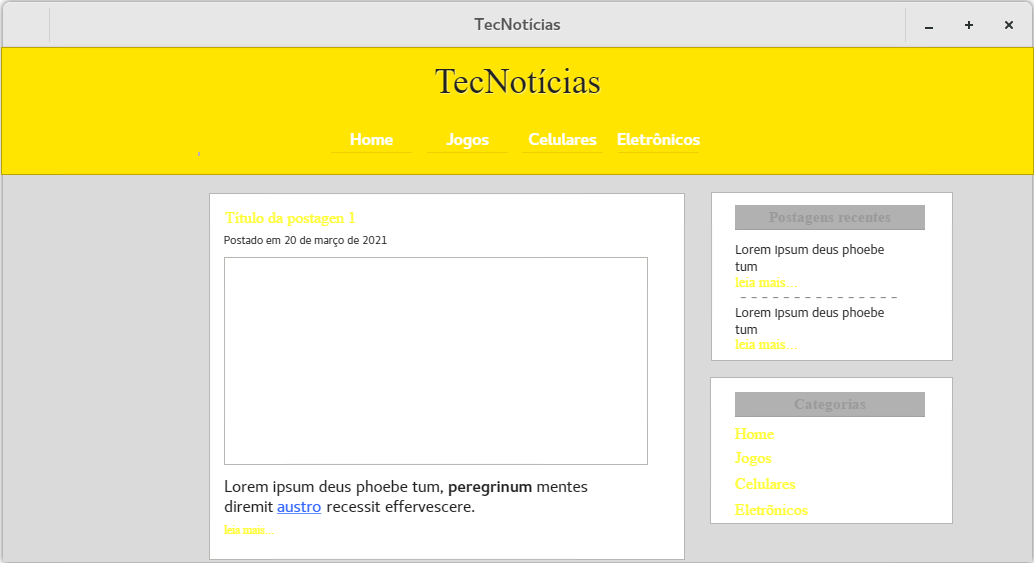 TecNotícias
TecNotícias
Home Jogos Celulares Eletrônicos
Título da postagen 1
Postado em 20 de março de 2021
Lorem ipsum deus phoebe tum, peregrinum mentes
diremit austro recessit effervescere.
leia mais...
Postagens recentes
Lorem Ipsum deus phoebe
tum
leia mais...
Lorem Ipsum deus phoebe
tum
leia mais...
Categorias
Home
Jogos
Celulares
Eletrônicos